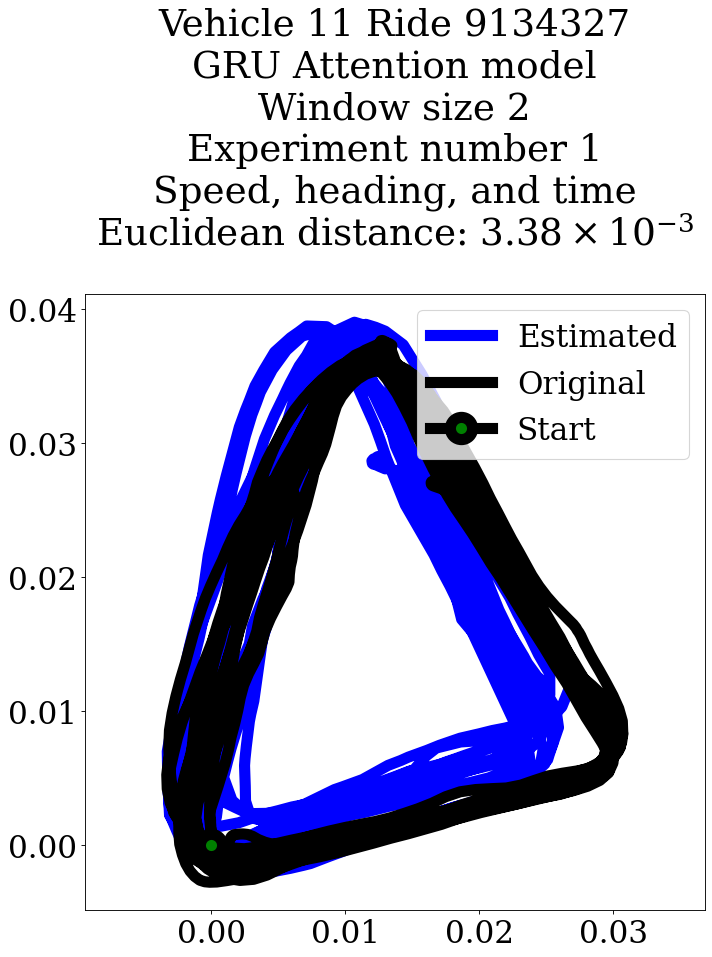 Vehicle 11 Ride 9134327
GRU Attention model
Window size 2
Experiment number 1
Speed, heading, and time
Euclidean distance: 3.38 × 10⁻³
0.04
0.03
0.02
0.01
0.00
Estimated
Original
Start
0.00 0.01 0.02 0.03